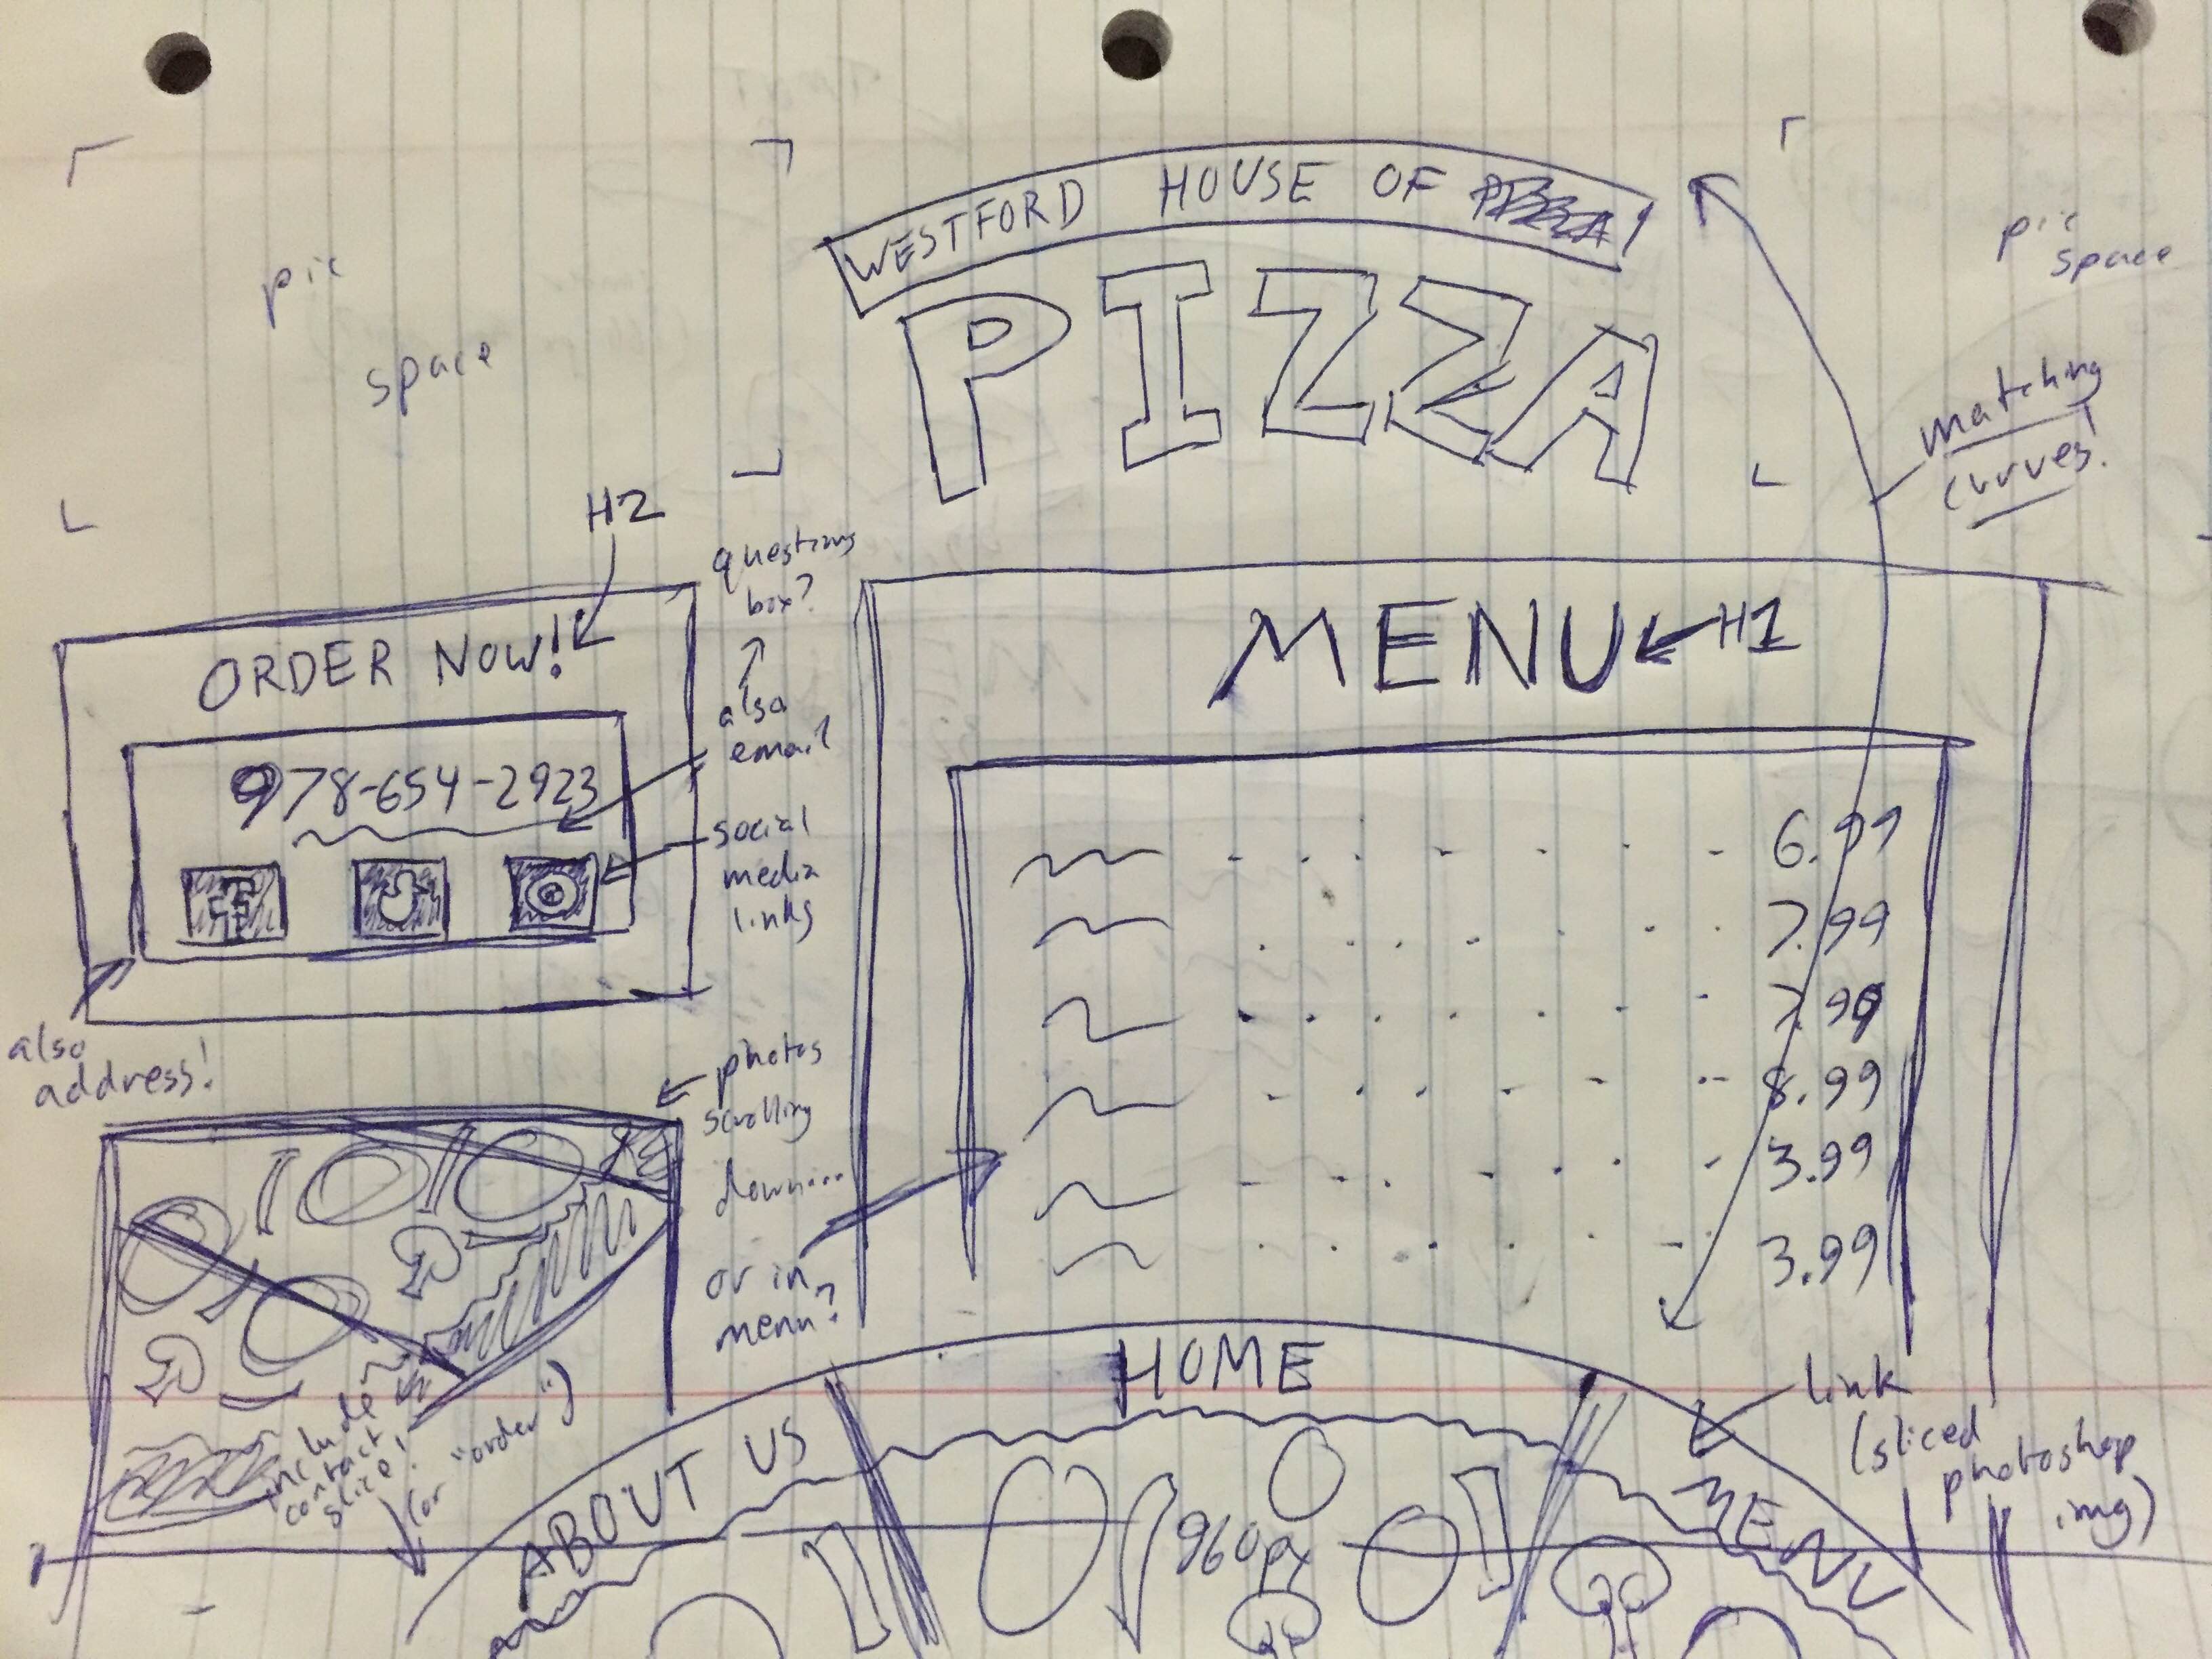 WESTFORD HOUSE OF
PIZZA
pic
space
pic
space
matching
curves!
H2
ORDER NOW!
978-654-2923
questions
box?
also
email
social
media
links
also
address!
photos
scrolling
down...
or in
menu?
MENU
H1
6.99
7.99
7.99
8.99
3.99
3.99
include
contact
slice!
(or "order")
ABOUT US
HOME
MENU
link
(sliced
photoshop
img)
960px